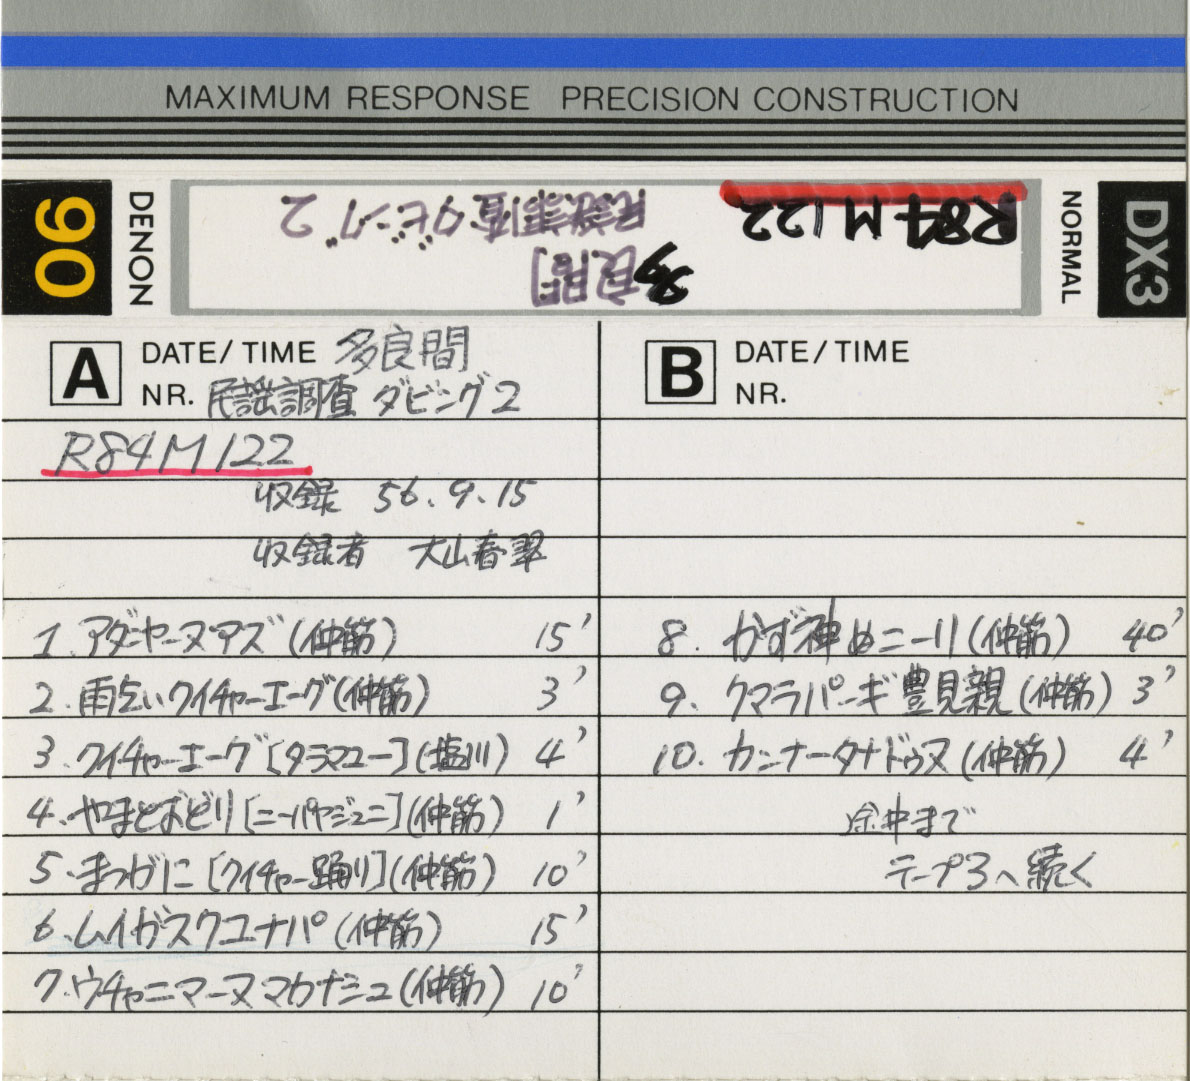 MAXIMUM RESPONSE PRECISION CONSTRUCTION
90
DENON
R84M122
多良間
民謡調査ダビング2
NORMAL
DX3
A DATE/TIME 多良間
NR. 民謡調査 ダビング2
R84M122
収録 56.9.15
収録者 大山春翠
1.アダーヤーヌアズ(仲筋) 15'
2.雨乞いクイチャーエーグ(仲筋) 3'
3.クイチャーエーグ[タラマユー](塩川) 4'
4.やまとおどり[ニーパヤジュニ](仲筋) 1'
5.まつがに[クイチャー踊り](仲筋) 10'
6.ムイガスクユナパ(仲筋) 15'
7.ウチャニマーヌマカナシュ(仲筋) 10'
B DATE/TIME
NR.
8.かず神ぬニーリ(仲筋) 40'
9.クマラパーギ豊見親(仲筋) 3'
10.カンナータナドゥヌ(仲筋) 4'
途中まで
テープ3へ続く